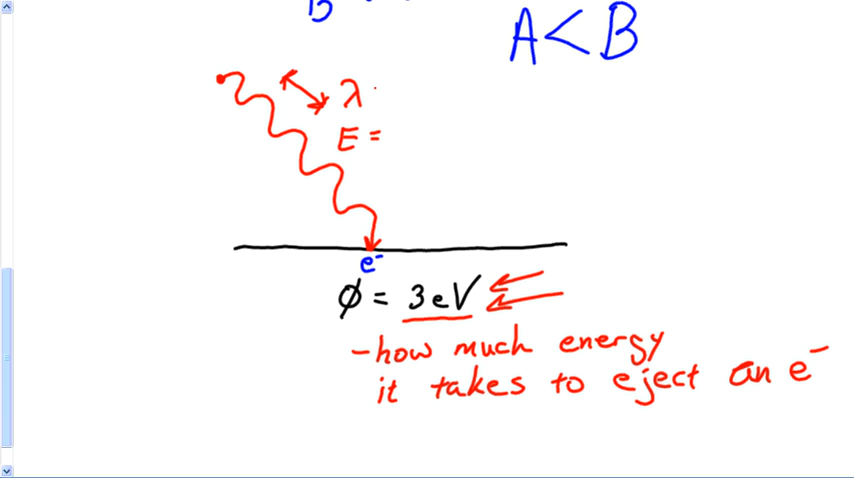 B
A<B
λ
E =
e⁻
ϕ = 3eV
-how much energy
it takes to eject an e⁻